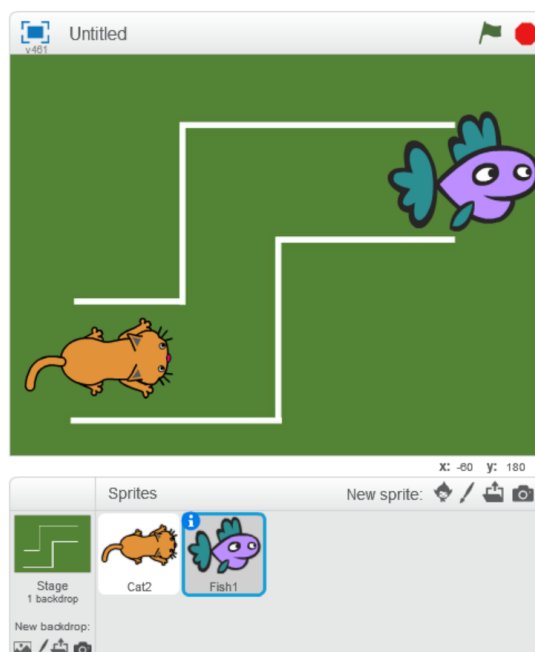 Untitled
v461
x: -60 y: 180
Sprites
New sprite:
Stage
1 backdrop
Cat2
Fish1
New backdrop: